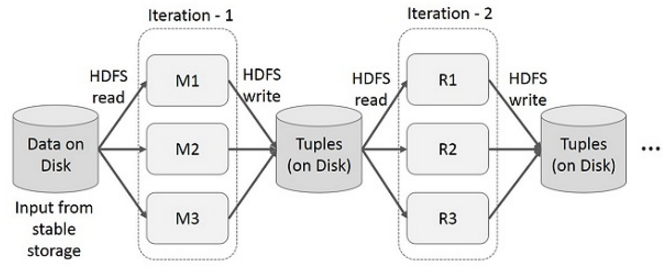 Iteration - 1
Iteration - 2
HDFS
read
M1
HDFS
write
HDFS
read
R1
HDFS
write
Data on
Disk
M2
Tuples
(on Disk)
R2
Tuples
(on Disk)
...
Input from
stable
storage
M3
R3